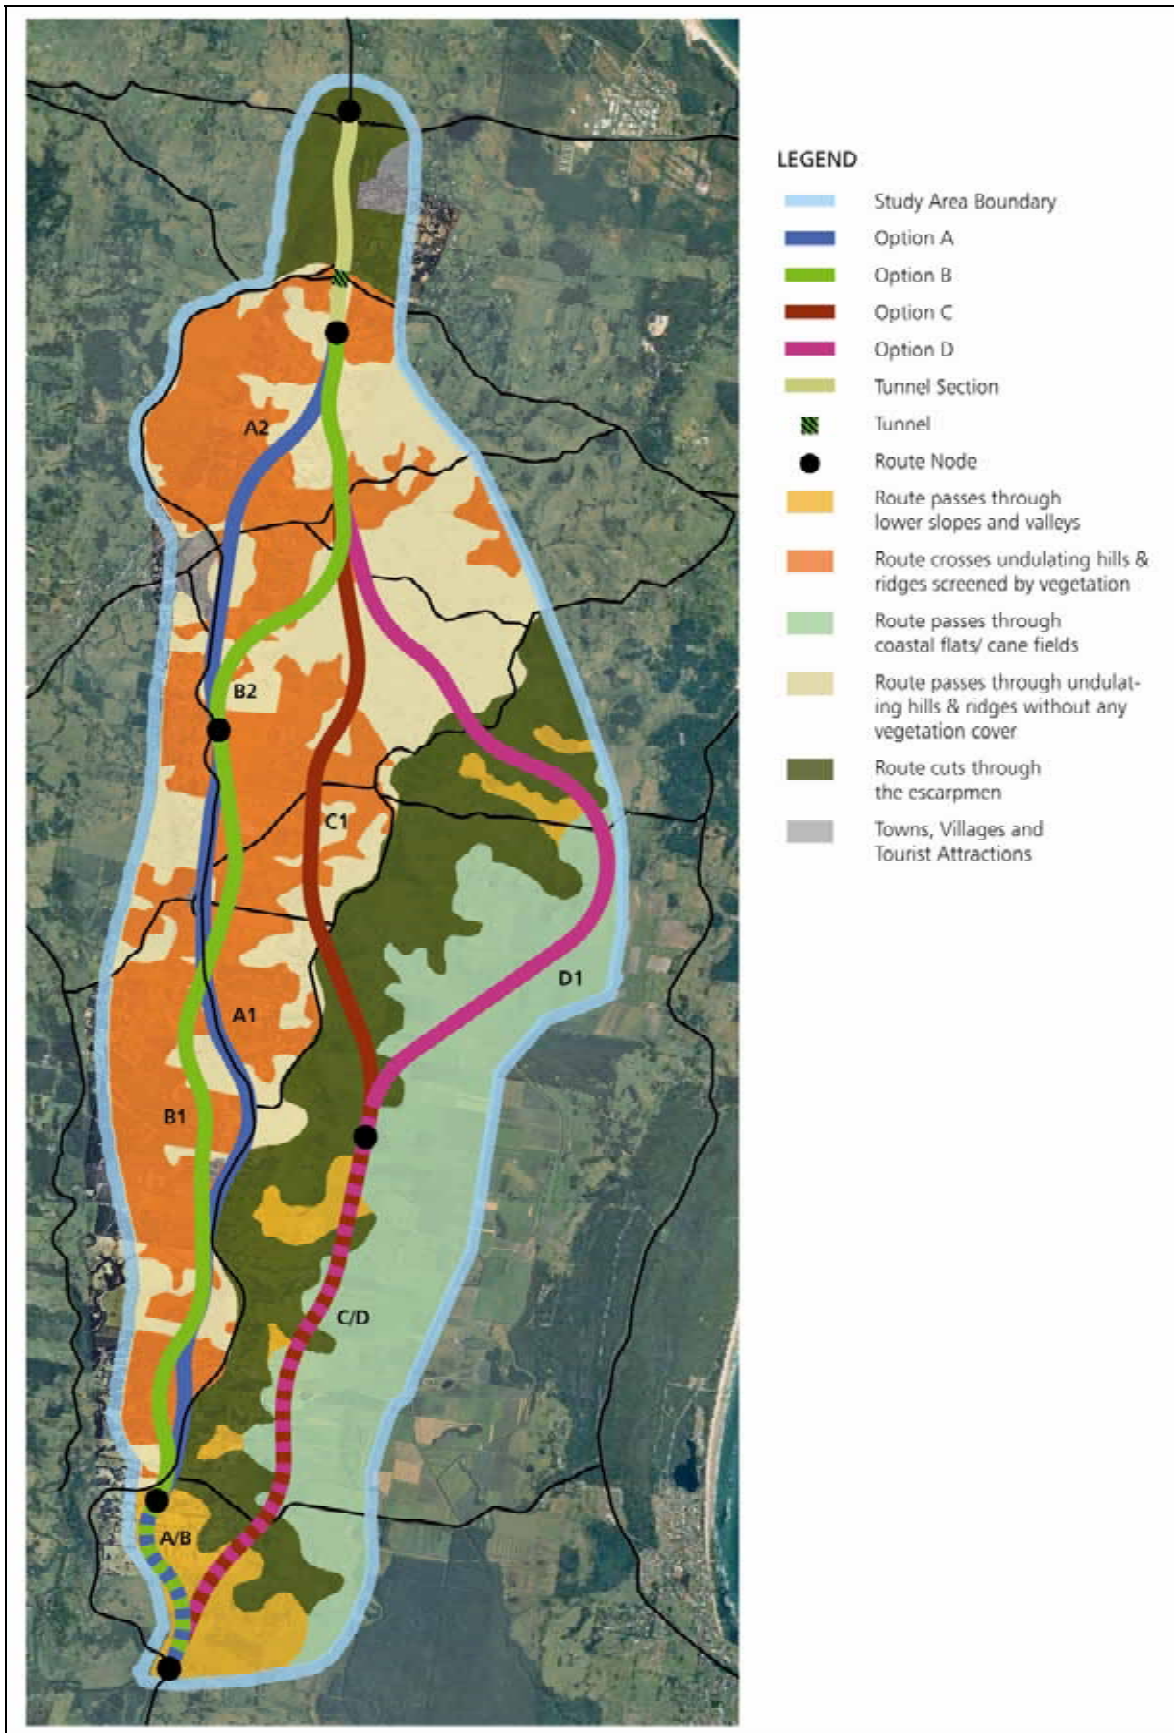 A2
B2
C1
A1
D1
B1
C/D
A/B
LEGEND
Study Area Boundary
Option A
Option B
Option C
Option D
Tunnel Section
Tunnel
Route Node
Route passes through
lower slopes and valleys
Route crosses undulating hills &
ridges screened by vegetation
Route passes through
coastal flats/ cane fields
Route passes through undulat-
ing hills & ridges without any
vegetation cover
Route cuts through
the escarpmen
Towns, Villages and
Tourist Attractions